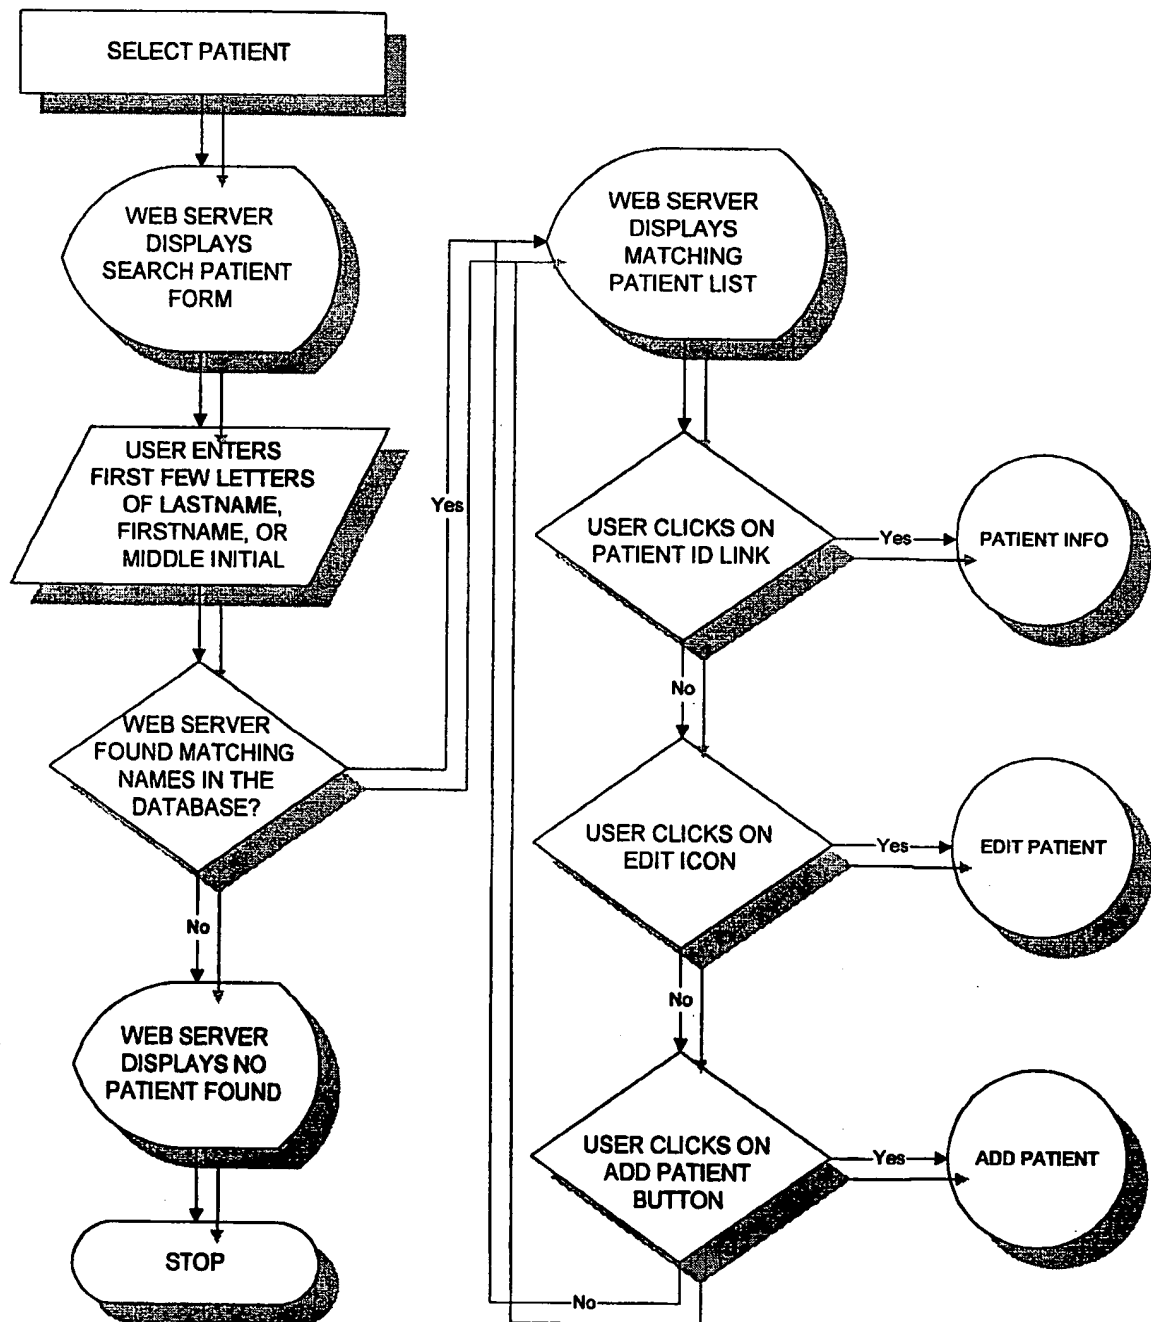 SELECT PATIENT
WEB SERVER
DISPLAYS
SEARCH PATIENT
FORM
USER ENTERS
FIRST FEW LETTERS
OF LASTNAME,
FIRSTNAME, OR
MIDDLE INITIAL
WEB SERVER
FOUND MATCHING
NAMES IN THE
DATABASE?
Yes
No
WEB SERVER
DISPLAYS NO
PATIENT FOUND
STOP
WEB SERVER
DISPLAYS
MATCHING
PATIENT LIST
USER CLICKS ON
PATIENT ID LINK
Yes
PATIENT INFO
No
USER CLICKS ON
EDIT ICON
Yes
EDIT PATIENT
No
USER CLICKS ON
ADD PATIENT
BUTTON
Yes
ADD PATIENT
No